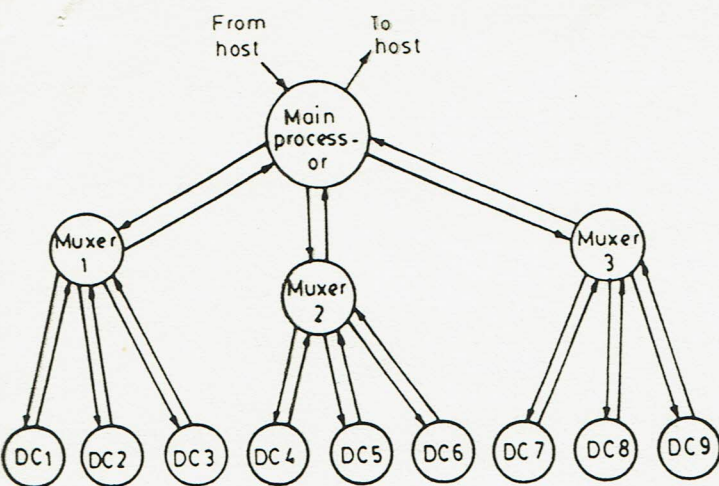 From
host
To
host
Main
process-
or
Muxer
1
Muxer
2
Muxer
3
DC1
DC2
DC3
DC4
DC5
DC6
DC7
DC8
DC9